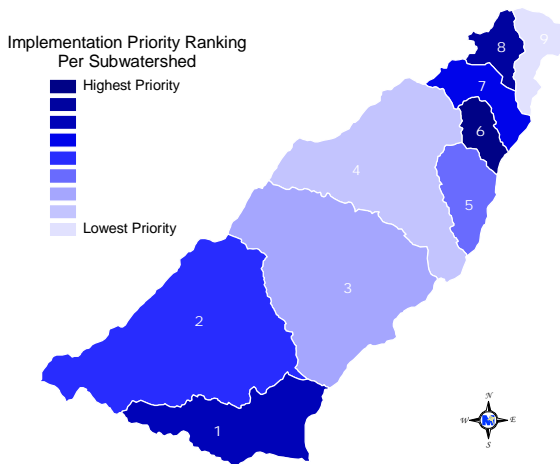 Implementation Priority Ranking
Per Subwatershed
Highest Priority
Lowest Priority
8
9
7
6
4
5
3
2
1
N
W E
S